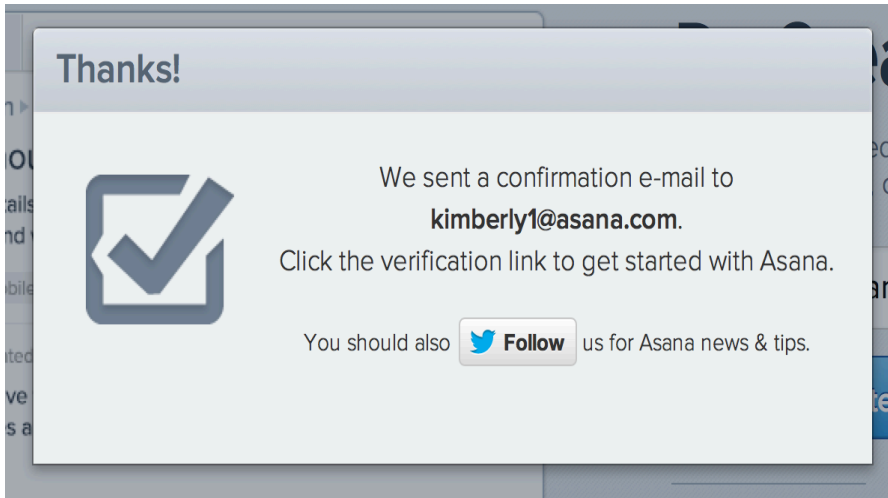 Thanks!
We sent a confirmation e-mail to
kimberly1@asana.com.
Click the verification link to get started with Asana.
You should also Follow us for Asana news & tips.